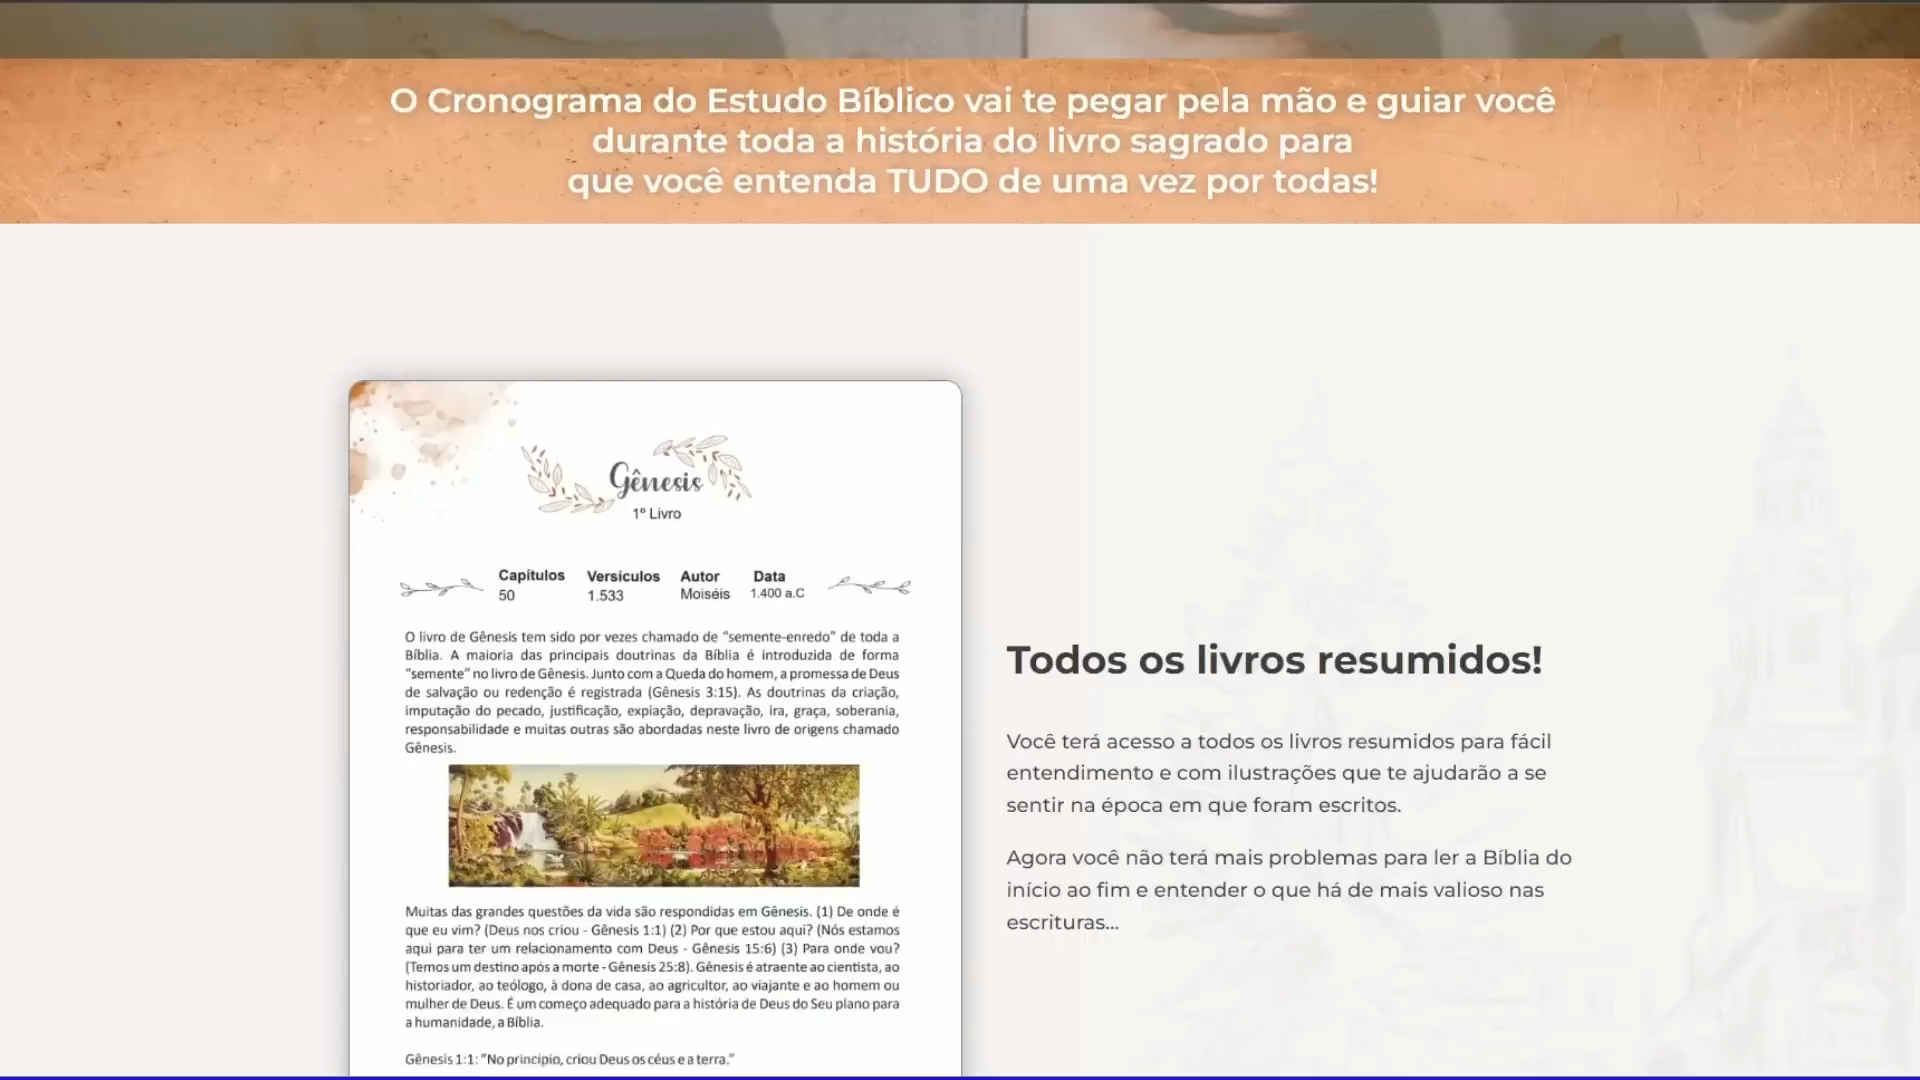 O Cronograma do Estudo Bíblico vai te pegar pela mão e guiar você
durante toda a história do livro sagrado para
que você entenda TUDO de uma vez por todas!
Gênesis
1º Livro
Capítulos Versículos Autor Data
50 1.533 Moiséis 1.400 a.C
O livro de Gênesis tem sido por vezes chamado de “semente-enredo” de toda a
Bíblia. A maioria das principais doutrinas da Bíblia é introduzida de forma
“semente” no livro de Gênesis. Junto com a Queda do homem, a promessa de Deus
de salvação ou redenção é registrada (Gênesis 3:15). As doutrinas da criação,
imputação do pecado, justificação, expiação, depravação, ira, graça, soberania,
responsabilidade e muitas outras são abordadas neste livro de origens chamado
Gênesis.
Muitas das grandes questões da vida são respondidas em Gênesis. (1) De onde é
que eu vim? (Deus nos criou - Gênesis 1:1) (2) Por que estou aqui? (Nós estamos
aqui para ter um relacionamento com Deus - Gênesis 15:6) (3) Para onde vou?
(Temos um destino após a morte - Gênesis 25:8). Gênesis é atraente ao cientista, ao
historiador, ao teólogo, à dona de casa, ao agricultor, ao viajante e ao homem ou
mulher de Deus. É um começo adequado para a história de Deus do Seu plano para
a humanidade, a Bíblia.
Gênesis 1:1: “No princípio, criou Deus os céus e a terra.”
Todos os livros resumidos!
Você terá acesso a todos os livros resumidos para fácil
entendimento e com ilustrações que te ajudarão a se
sentir na época em que foram escritos.
Agora você não terá mais problemas para ler a Bíblia do
início ao fim e entender o que há de mais valioso nas
escrituras...